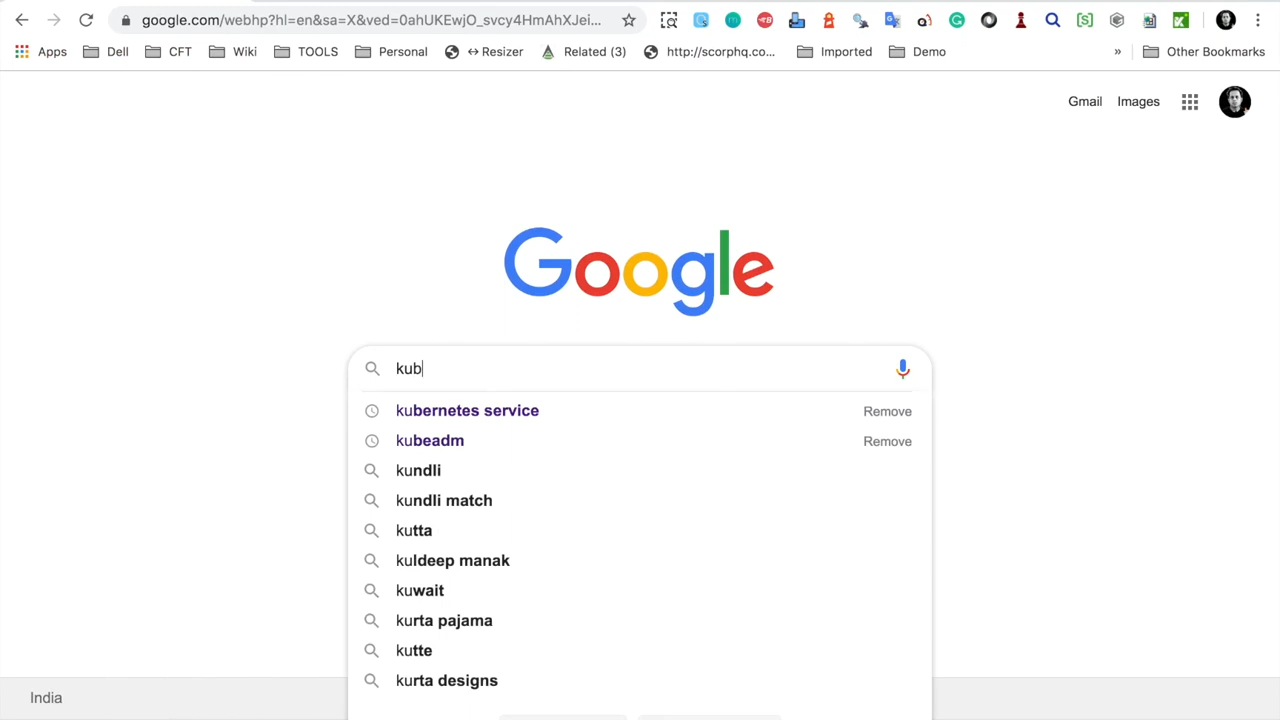 google.com/webhp?hl=en&sa=X&ved=0ahUKEwjO_svcy4HmAhXJei...
Apps Dell CFT Wiki TOOLS Personal ↔Resizer Related (3) http://scorphq.co... Imported Demo » Other Bookmarks
Gmail Images
Google
kub
kubernetes service Remove
kubeadm Remove
kundli
kundli match
kutta
kuldeep manak
kuwait
kurta pajama
kutte
kurta designs
India